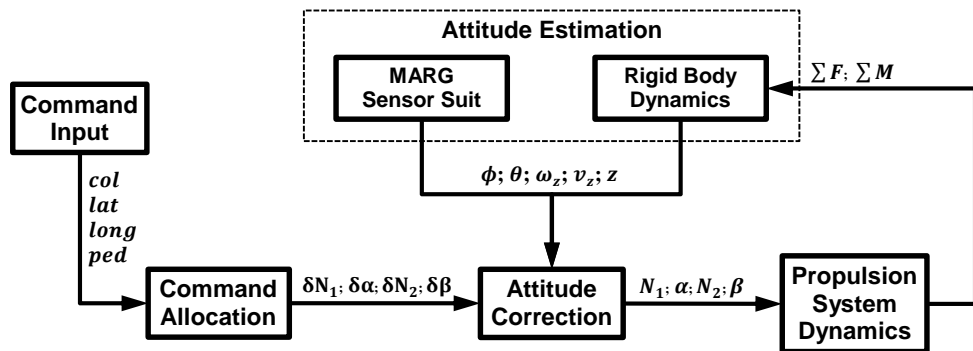 Attitude Estimation
MARG
Sensor Suit
Rigid Body
Dynamics
∑ F; ∑ M
Command
Input
ϕ; θ; ω_z; v_z; z
col
lat
long
ped
Command
Allocation
δN₁; δα; δN₂; δβ
Attitude
Correction
N₁; α; N₂; β
Propulsion
System
Dynamics